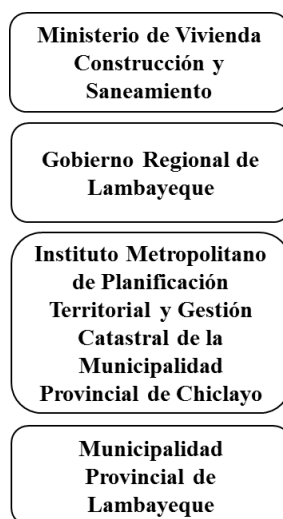 Ministerio de Vivienda
Construcción y
Saneamiento
Gobierno Regional de
Lambayeque
Instituto Metropolitano
de Planificación
Territorial y Gestión
Catastral de la
Municipalidad
Provincial de Chiclayo
Municipalidad
Provincial de
Lambayeque